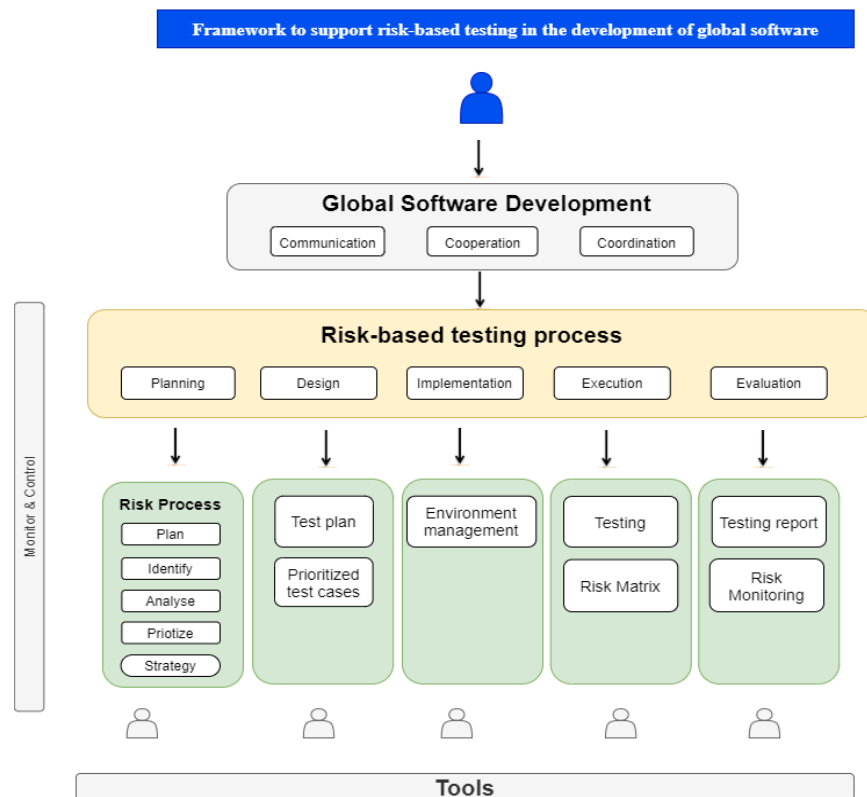 Framework to support risk-based testing in the development of global software
Global Software Development
Communication
Cooperation
Coordination
Risk-based testing process
Planning
Design
Implementation
Execution
Evaluation
Monitor & Control
Risk Process
Plan
Identify
Analyse
Priotize
Strategy
Test plan
Prioritized
test cases
Environment
management
Testing
Risk Matrix
Testing report
Risk
Monitoring
Tools